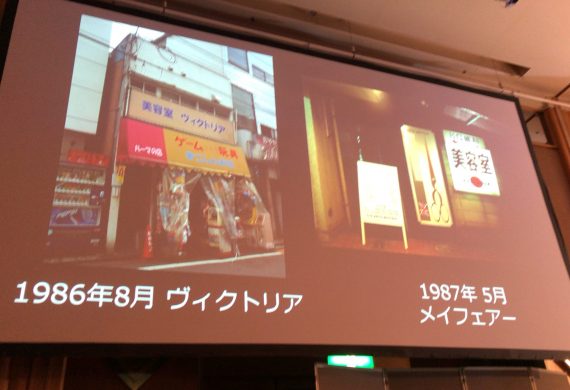 美容室 ヴィクトリア
ゲーム 玩具
美容室
1986年8月 ヴィクトリア
1987年 5月
メイフェアー